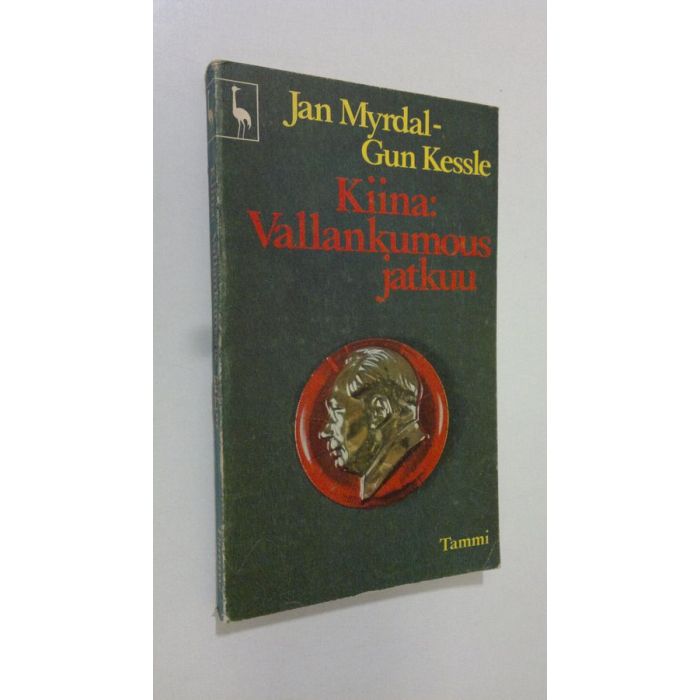 Jan Myrdal-
Gun Kessle
Kiina:
Vallankumous
jatkuu
Tammi